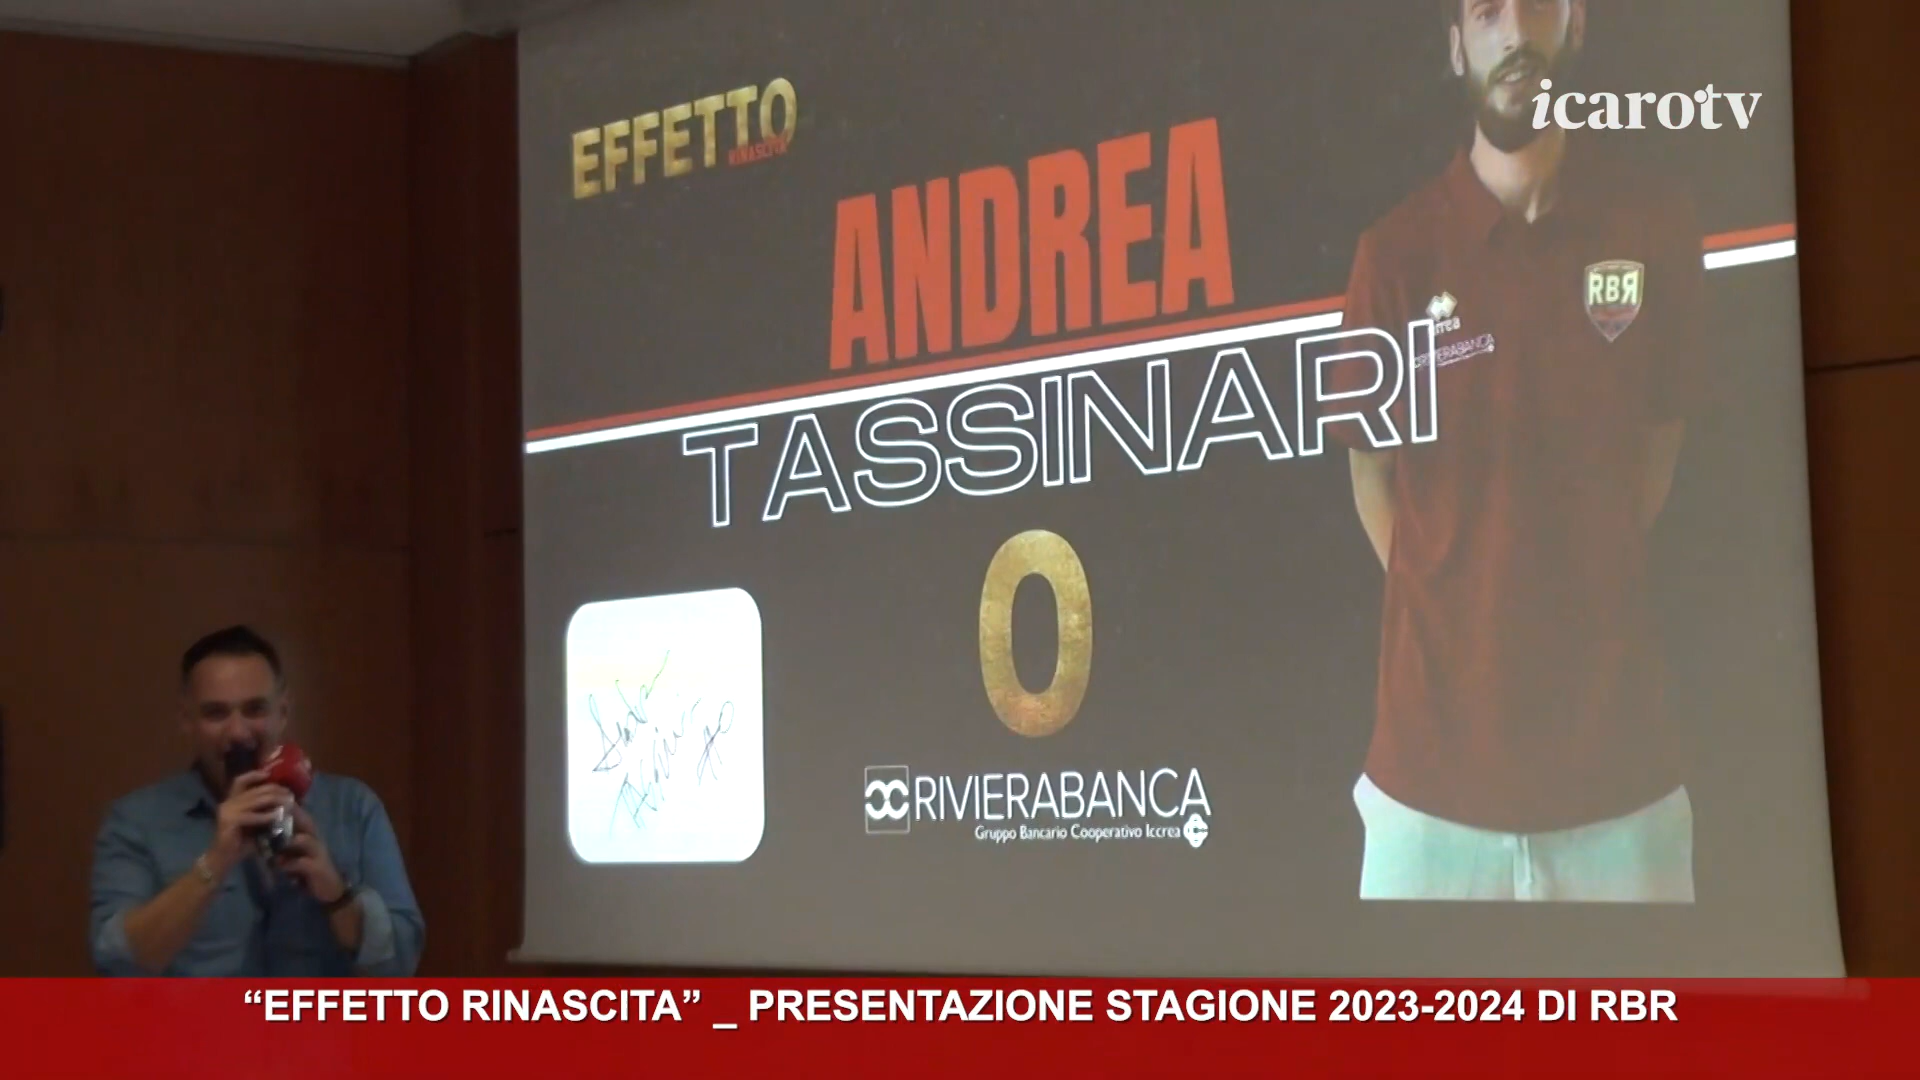 EFFETTO
RINASCITA
icarotv
ANDREA
TASSINARI
RBR
RIVIERABANCA
0
RIVIERABANCA
Gruppo Bancario Cooperativo Iccrea
“EFFETTO RINASCITA” _ PRESENTAZIONE STAGIONE 2023-2024 DI RBR